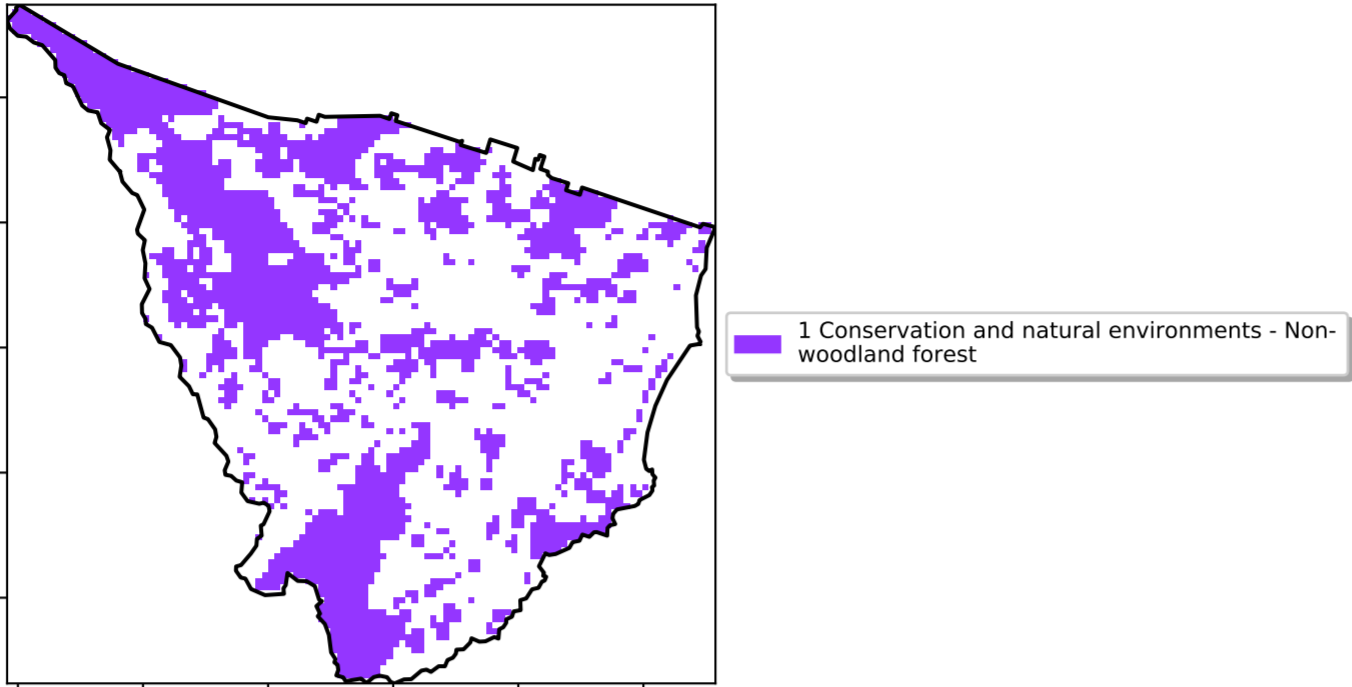 1 Conservation and natural environments - Non-
woodland forest